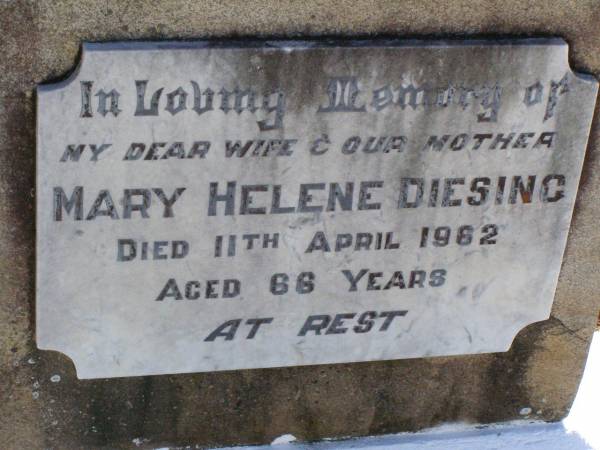 In Loving Memory of
MY DEAR WIFE & OUR MOTHER
MARY HELENE DIESING
DIED 11TH APRIL 1962
AGED 66 YEARS
AT REST